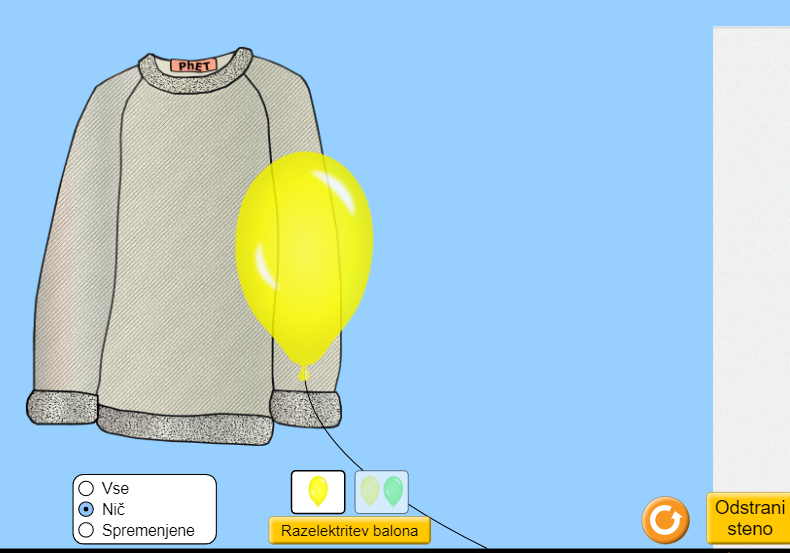 PhET
Vse
Nič
Spremenjene
Razelektritev balona
Odstrani
steno